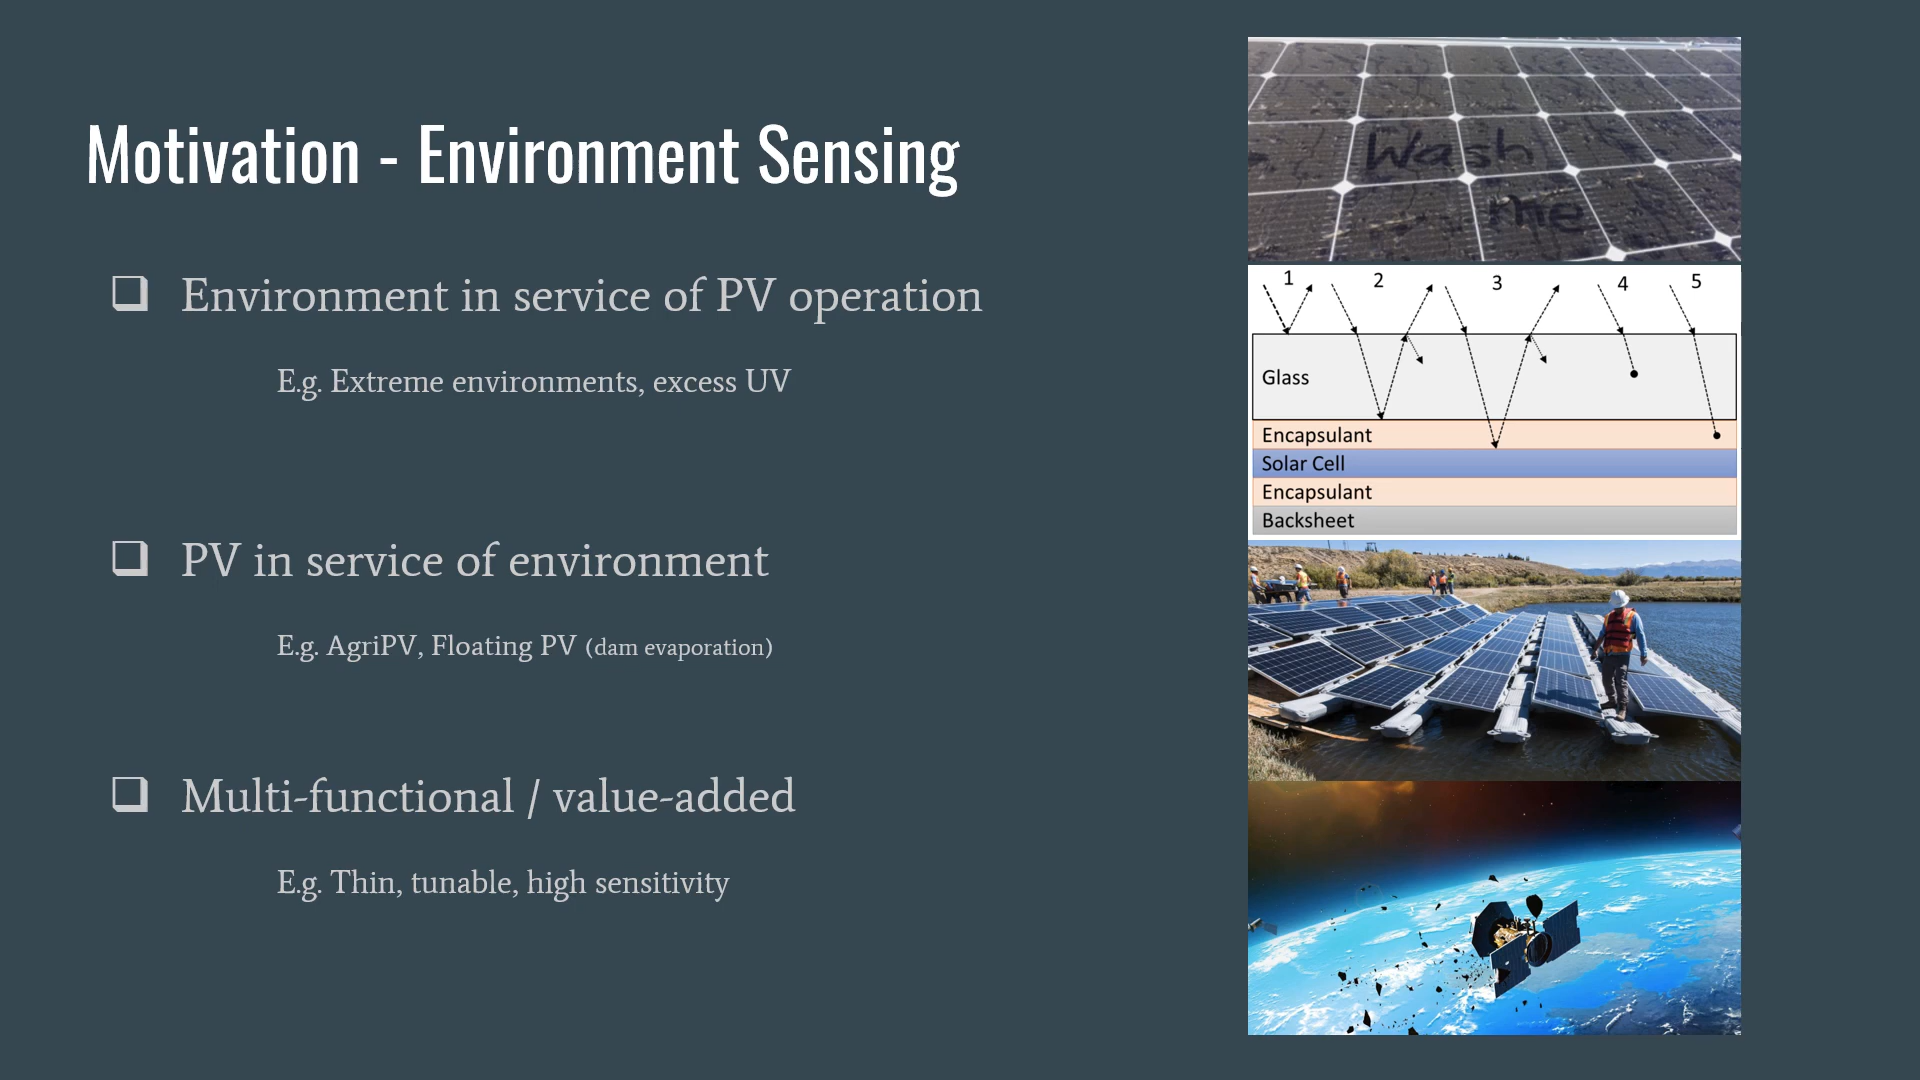 Motivation - Environment Sensing
❑ Environment in service of PV operation
E.g. Extreme environments, excess UV
❑ PV in service of environment
E.g. AgriPV, Floating PV (dam evaporation)
❑ Multi-functional / value-added
E.g. Thin, tunable, high sensitivity
Wash
me
1 2 3 4 5
Glass
Encapsulant
Solar Cell
Encapsulant
Backsheet